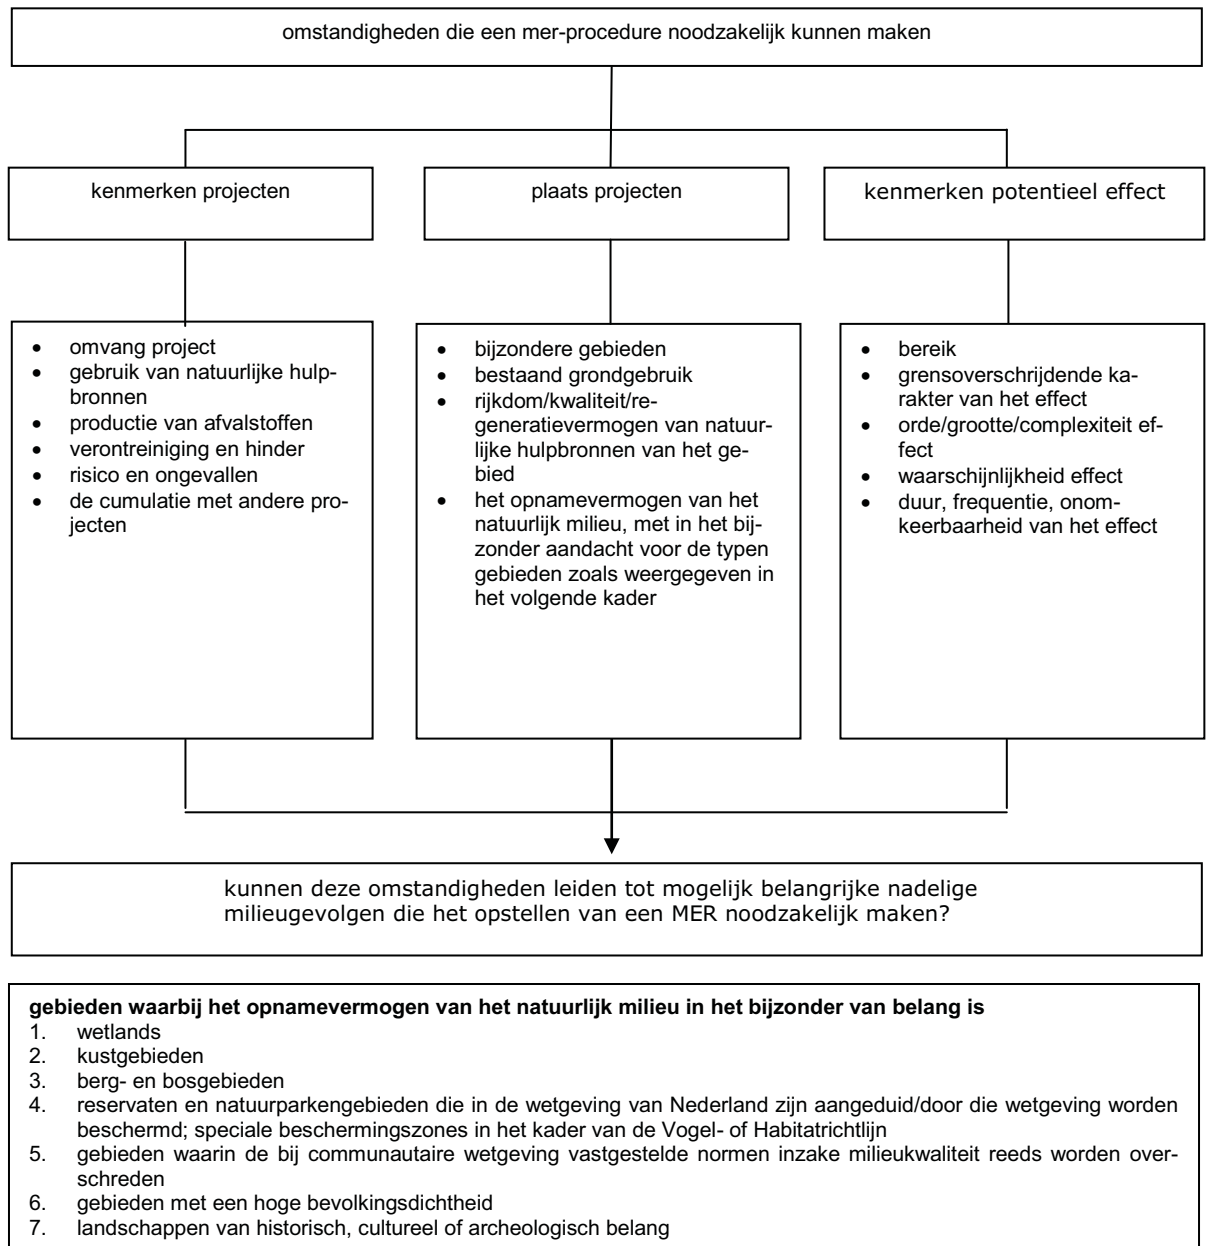 omstandigheden die een mer-procedure noodzakelijk kunnen maken
kenmerken projecten
plaats projecten
kenmerken potentieel effect
• omvang project
• gebruik van natuurlijke hulp-
bronnen
• productie van afvalstoffen
• verontreiniging en hinder
• risico en ongevallen
• de cumulatie met andere pro-
jecten
• bijzondere gebieden
• bestaand grondgebruik
• rijkdom/kwaliteit/re-
generatievermogen van natuur-
lijke hulpbronnen van het ge-
bied
• het opnamevermogen van het
natuurlijk milieu, met in het bij-
zonder aandacht voor de typen
gebieden zoals weergegeven in
het volgende kader
• bereik
• grensoverschrijdende ka-
rakter van het effect
• orde/grootte/complexiteit ef-
fect
• waarschijnlijkheid effect
• duur, frequentie, onom-
keerbaarheid van het effect
kunnen deze omstandigheden leiden tot mogelijk belangrijke nadelige
milieugevolgen die het opstellen van een MER noodzakelijk maken?
gebieden waarbij het opnamevermogen van het natuurlijk milieu in het bijzonder van belang is
1. wetlands
2. kustgebieden
3. berg- en bosgebieden
4. reservaten en natuurparkengebieden die in de wetgeving van Nederland zijn aangeduid/door die wetgeving worden
beschermd; speciale beschermingszones in het kader van de Vogel- of Habitatrichtlijn
5. gebieden waarin de bij communautaire wetgeving vastgestelde normen inzake milieukwaliteit reeds worden over-
schreden
6. gebieden met een hoge bevolkingsdichtheid
7. landschappen van historisch, cultureel of archeologisch belang